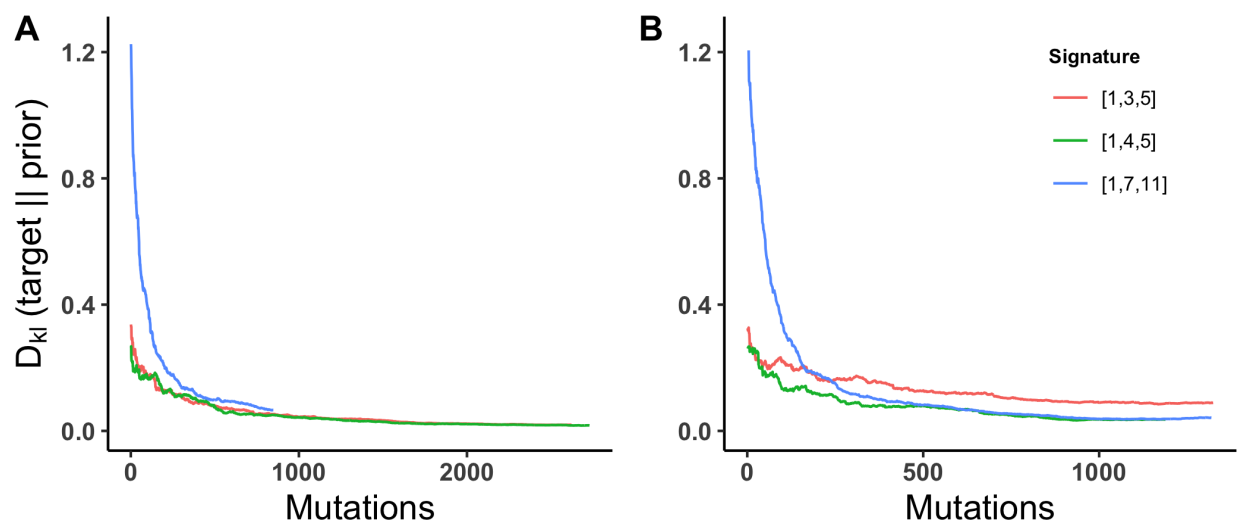 A
1.2
0.8
0.4
0.0
D_kl (target || prior)
0 1000 2000
Mutations
B
1.2
0.8
0.4
0.0
Signature
[1,3,5]
[1,4,5]
[1,7,11]
0 500 1000
Mutations